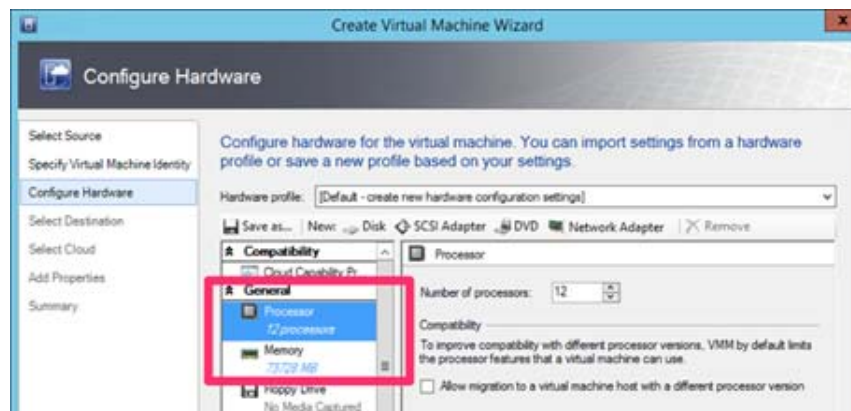 Create Virtual Machine Wizard
x
Configure Hardware
Select Source
Specify Virtual Machine Identity
Configure Hardware
Select Destination
Select Cloud
Add Properties
Summary
Configure hardware for the virtual machine. You can import settings from a hardware
profile or save a new profile based on your settings.
Hardware profile: [Default - create new hardware configuration settings]
Save as... New: Disk SCSI Adapter DVD Network Adapter Remove
Compatibility
Cloud Capability Pr...
General
Processor
12 processors
Memory
73728 MB
Floppy Drive
No Media Captured
Processor
Number of processors: 12
Compatibility
To improve compatibility with different processor versions, VMM by default limits
the processor features that a virtual machine can use.
Allow migration to a virtual machine host with a different processor version